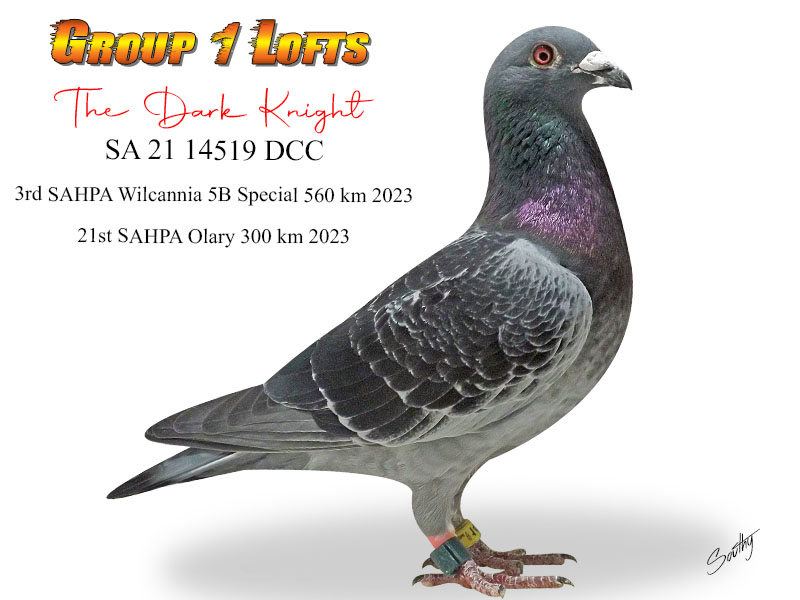 Group 1 Lofts
The Dark Knight
SA 21 14519 DCC
3rd SAHPA Wilcannia 5B Special 560 km 2023
21st SAHPA Olary 300 km 2023
Southy